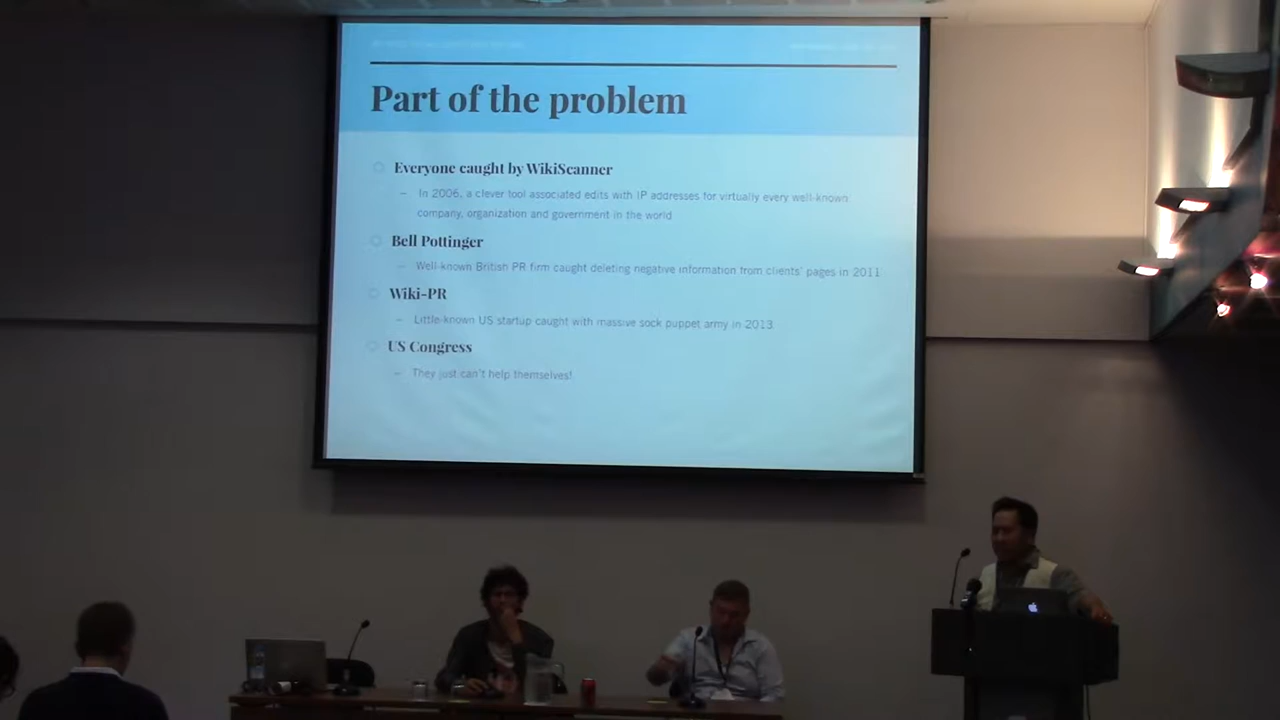 Part of the problem
Everyone caught by WikiScanner
– In 2006, a clever tool associated edits with IP addresses for virtually every well-known
company, organization and government in the world
Bell Pottinger
– Well-known British PR firm caught deleting negative information from clients' pages in 2011
Wiki-PR
– Little-known US startup caught with massive sock puppet army in 2013
US Congress
– They just can't help themselves!